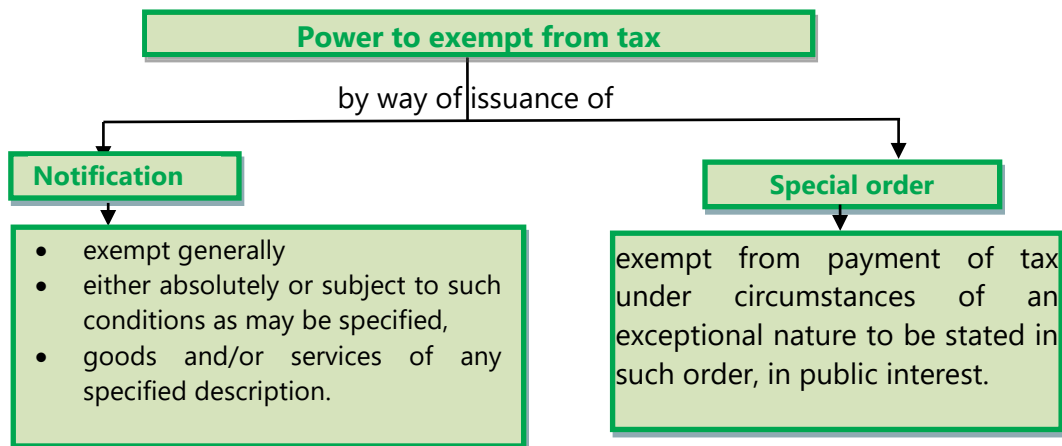 Power to exempt from tax
by way of issuance of
Notification
Special order
• exempt generally
• either absolutely or subject to such
conditions as may be specified,
• goods and/or services of any
specified description.
exempt from payment of tax
under circumstances of an
exceptional nature to be stated in
such order, in public interest.